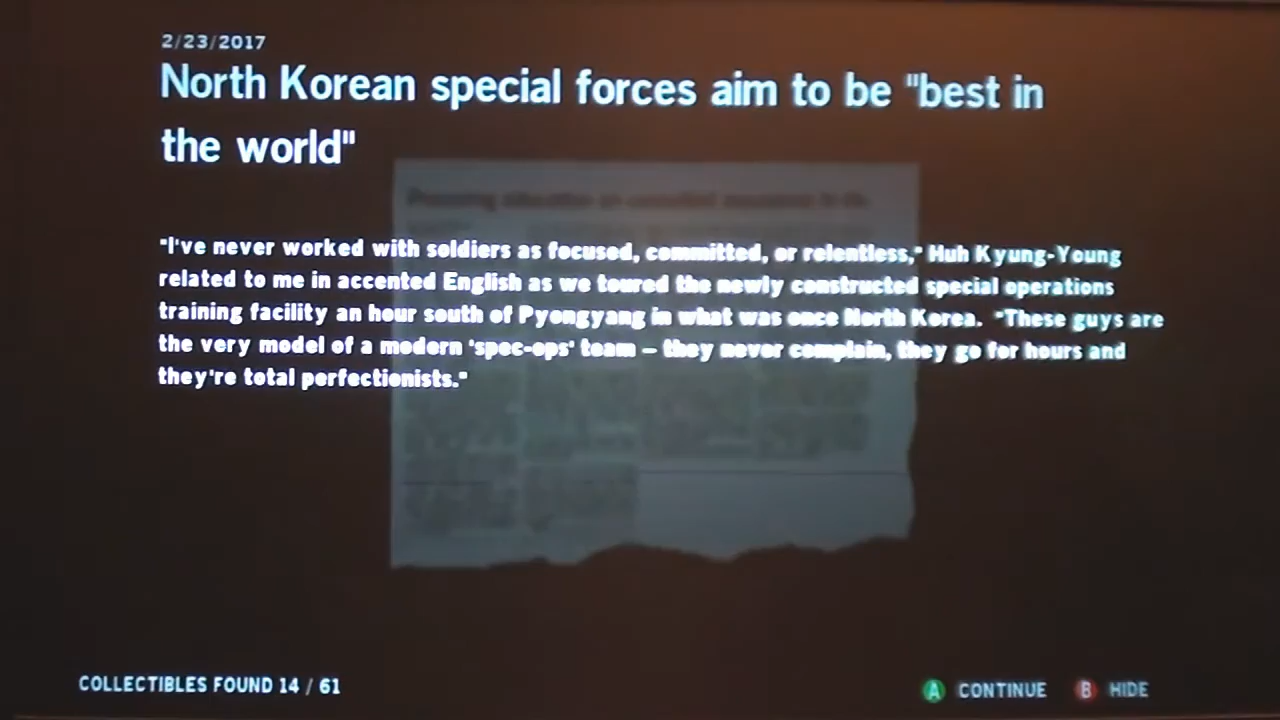 2/23/2017
North Korean special forces aim to be "best in
the world"
"I've never worked with soldiers as focused, committed, or relentless," Huh Kyung-Young
related to me in accented English as we toured the newly constructed special operations
training facility an hour south of Pyongyang in what was once North Korea.  "These guys are
the very model of a modern 'spec-ops' team – they never complain, they go for hours and
they're total perfectionists."
COLLECTIBLES FOUND 14 / 61
A CONTINUE B HIDE